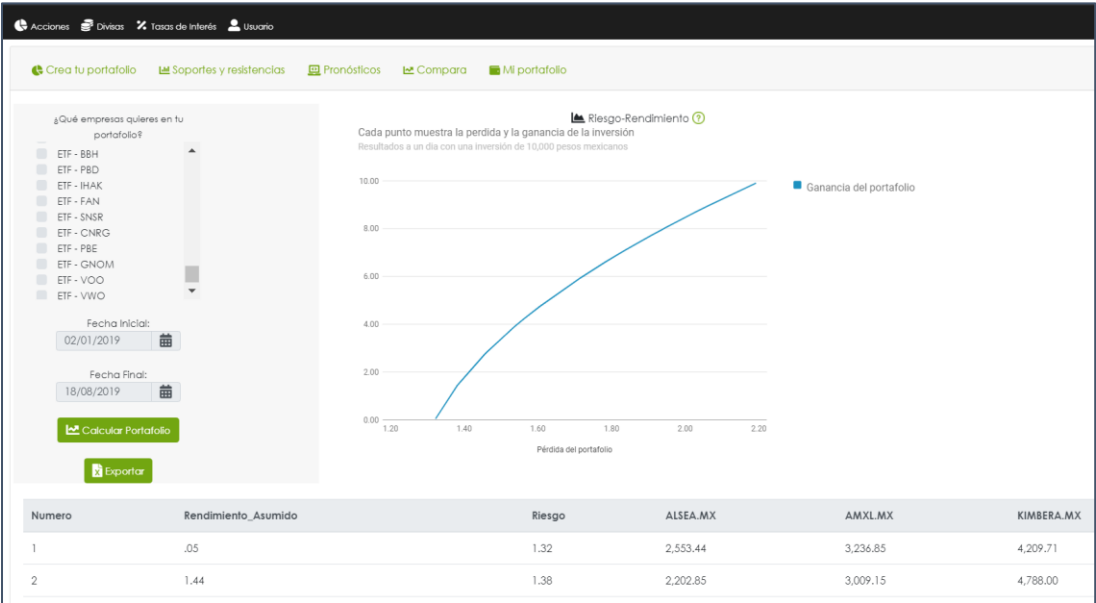 Acciones Divisas Tasas de Interés Usuario
Crea tu portafolio Soportes y resistencias Pronósticos Compara Mi portafolio
¿Qué empresas quieres en tu
portafolio?
ETF - BBH
ETF - PBD
ETF - IHAK
ETF - FAN
ETF - SNSR
ETF - CNRG
ETF - PBE
ETF - GNOM
ETF - VOO
ETF - VWO
Fecha Inicial:
02/01/2019
Fecha Final:
18/08/2019
Calcular Portafolio
Exportar
Riesgo-Rendimiento ?
Cada punto muestra la perdida y la ganancia de la inversión
Resultados a un dia con una inversión de 10,000 pesos mexicanos
10.00
8.00
6.00
4.00
2.00
0.00
1.20 1.40 1.60 1.80 2.00 2.20
Pérdida del portafolio
Ganancia del portafolio
Numero Rendimiento_Asumido Riesgo ALSEA.MX AMXL.MX KIMBERA.MX
1 .05 1.32 2,553.44 3,236.85 4,209.71
2 1.44 1.38 2,202.85 3,009.15 4,788.00